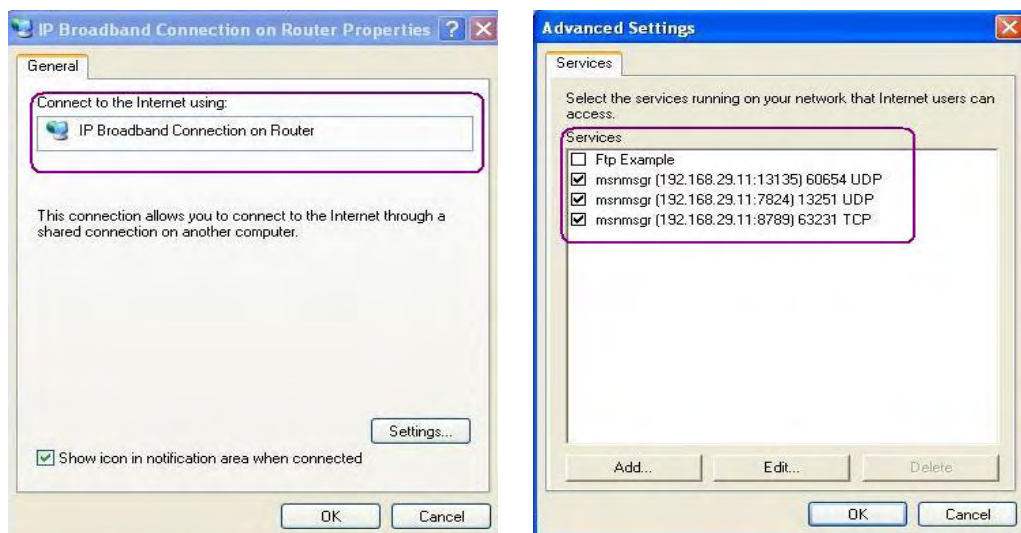 IP Broadband Connection on Router Properties
General
Connect to the Internet using:
IP Broadband Connection on Router
This connection allows you to connect to the Internet through a
shared connection on another computer.
Settings...
Show icon in notification area when connected
OK Cancel
Advanced Settings
Services
Select the services running on your network that Internet users can
access.
Services
Ftp Example
msnmsgr (192.168.29.11:13135) 60654 UDP
msnmsgr (192.168.29.11:7824) 13251 UDP
msnmsgr (192.168.29.11:8789) 63231 TCP
Add... Edit... Delete
OK Cancel